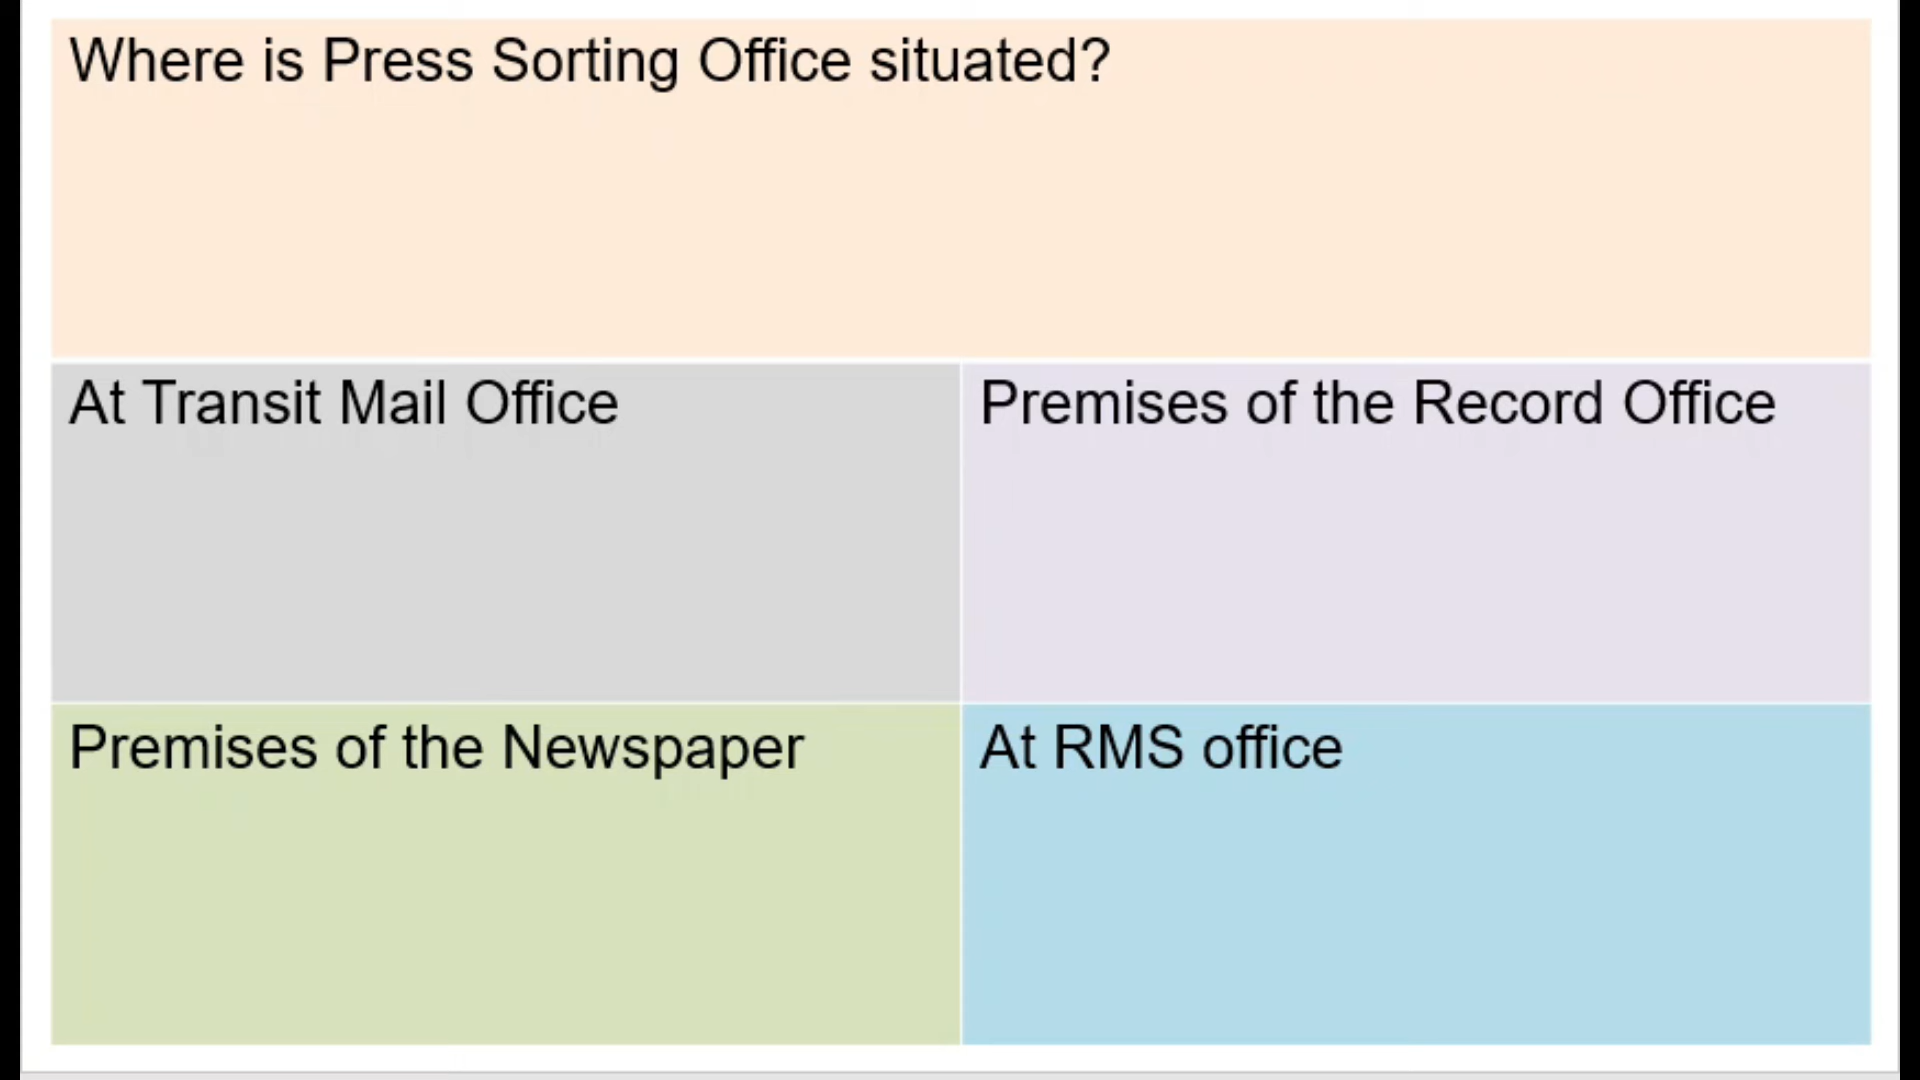 Where is Press Sorting Office situated?
At Transit Mail Office
Premises of the Record Office
Premises of the Newspaper
At RMS office